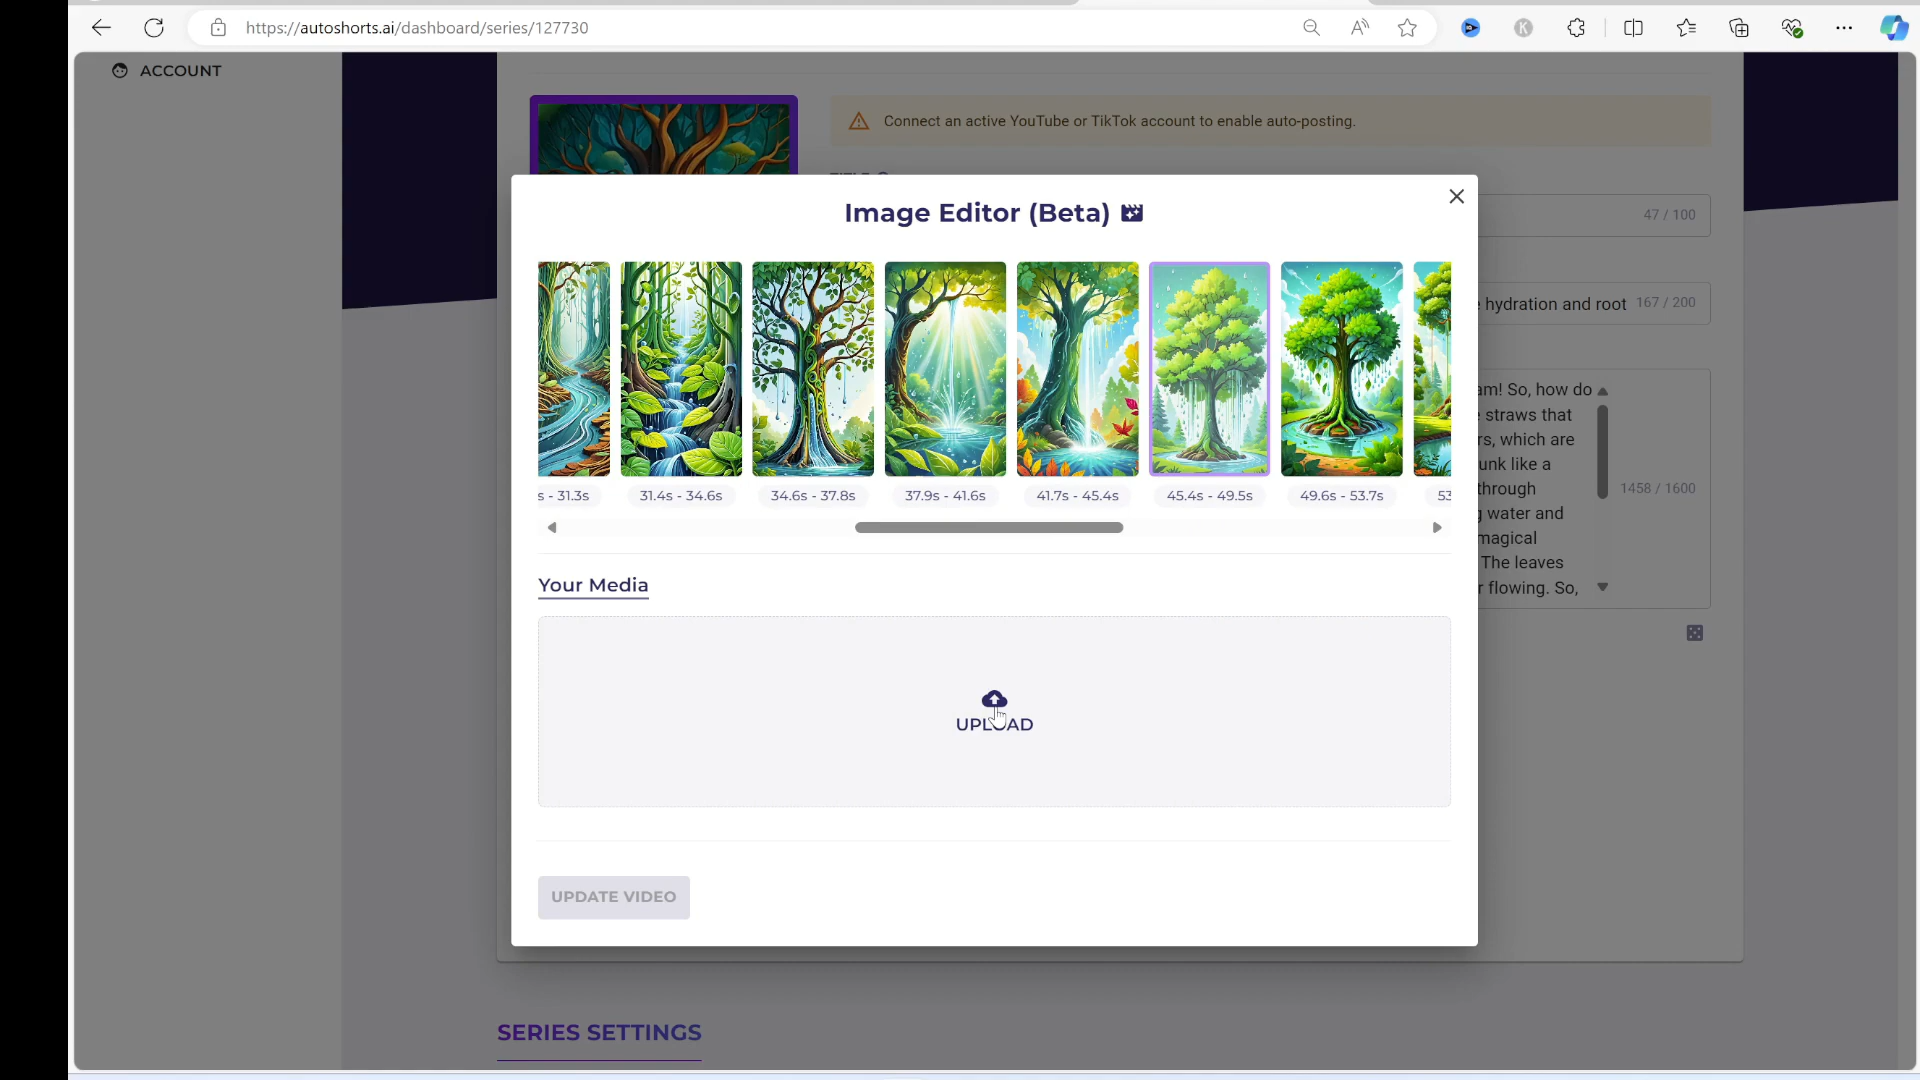 https://autoshorts.ai/dashboard/series/127730
ACCOUNT
Connect an active YouTube or TikTok account to enable auto-posting.
47 / 100
Image Editor (Beta)
hydration and root 167 / 200
s - 31.3s
31.4s - 34.6s
34.6s - 37.8s
37.9s - 41.6s
41.7s - 45.4s
45.4s - 49.5s
49.6s - 53.7s
53
am! So, how do
straws that
rs, which are
unk like a
through
water and
magical
The leaves
r flowing. So,
1458 / 1600
Your Media
UPLOAD
UPDATE VIDEO
SERIES SETTINGS